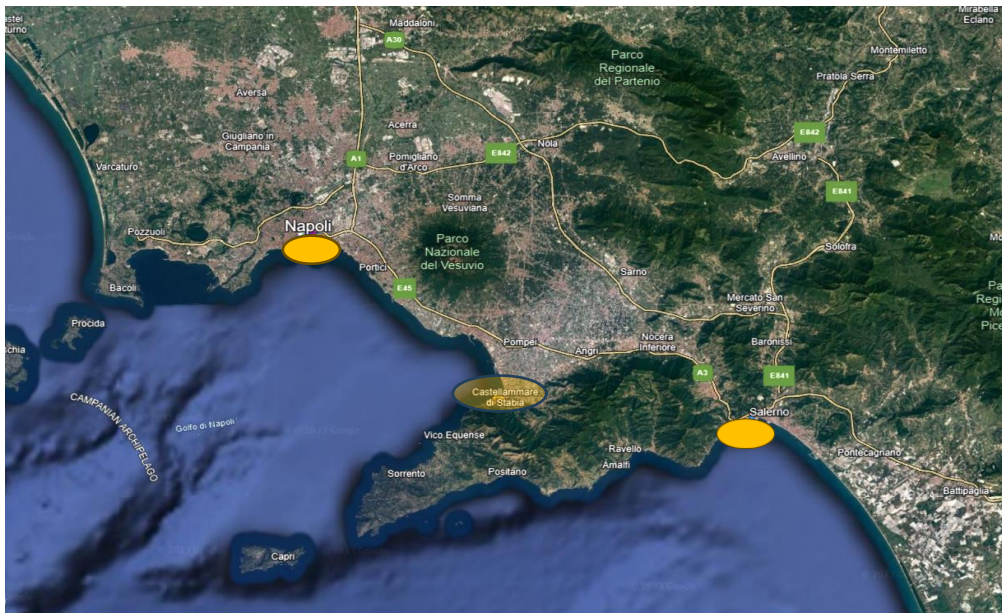 Maddaloni
Mirabella
Eclano
A30
Montemiletto
Parco
Regionale
del Partenio
Pratola Serra
Aversa
Acerra
Giugliano in
Campania
E842
Nola
E842
Avellino
A1
Pomigliano
d'Arco
Varcaturo
E841
Somma
Vesuviana
Napoli
Pozzuoli
Parco
Nazionale
del Vesuvio
Solofra
Portici
Sarno
Bacoli
E45
Mercato San
Severino
Procida
Pompei
Angri
Nocera
Inferiore
Baronissi
A3
E841
Castellammare
di Stabia
CAMPANIAN ARCHIPELAGO
Golfo di Napoli
Salerno
Vico Equense
Ravello
Amalfi
Pontecagnano
Sorrento
Positano
Battipaglia
Capri